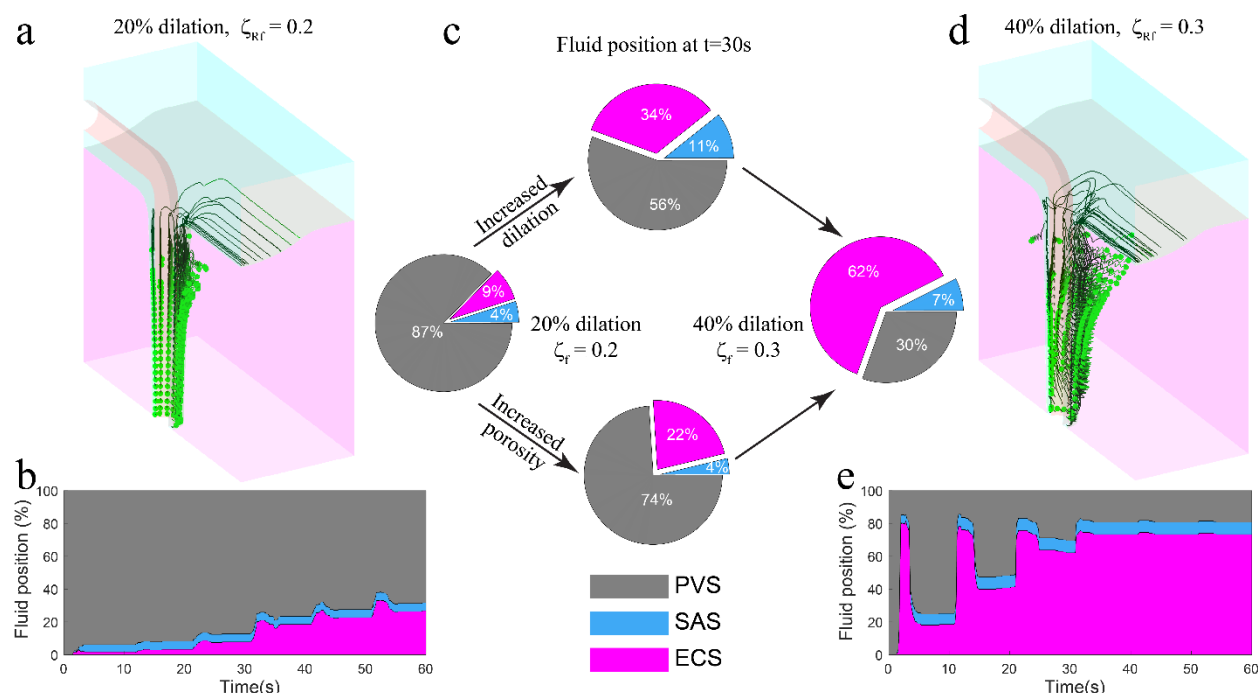 a
20% dilation, ζRf = 0.2
c
Fluid position at t=30s
40% dilation, ζRf = 0.3
d
34%
11%
56%
Increased
dilation
87%
9%
4%
20% dilation
ζf = 0.2
40% dilation
ζf = 0.3
62%
7%
30%
Increased
porosity
22%
4%
74%
b
Fluid position (%)
100
80
60
40
20
0
0 10 20 30 40 50 60
Time(s)
PVS
SAS
ECS
e
Fluid position (%)
100
80
60
40
20
0
0 10 20 30 40 50 60
Time(s)